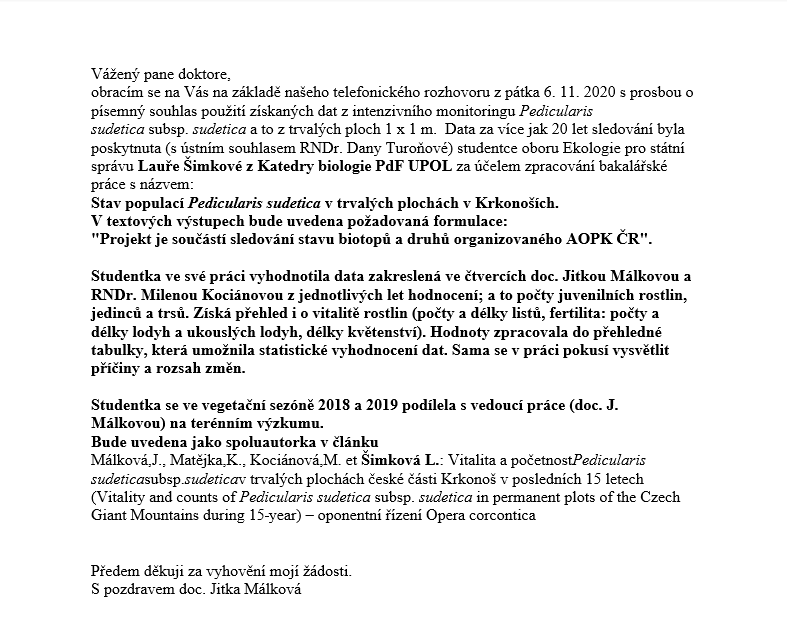 Vážený pane doktore,
obracím se na Vás na základě našeho telefonického rozhovoru z pátka 6. 11. 2020 s prosbou o
písemný souhlas použití získaných dat z intenzivního monitoringu Pedicularis
sudetica subsp. sudetica a to z trvalých ploch 1 x 1 m.  Data za více jak 20 let sledování byla
poskytnuta (s ústním souhlasem RNDr. Dany Turoňové) studentce oboru Ekologie pro státní
správu Lauře Šimkové z Katedry biologie PdF UPOL za účelem zpracování bakalářské
práce s názvem:
Stav populací Pedicularis sudetica v trvalých plochách v Krkonoších.
V textových výstupech bude uvedena požadovaná formulace:
"Projekt je součástí sledování stavu biotopů a druhů organizovaného AOPK ČR".
Studentka ve své práci vyhodnotila data zakreslená ve čtvercích doc. Jitkou Málkovou a
RNDr. Milenou Kociánovou z jednotlivých let hodnocení; a to počty juvenilních rostlin,
jedinců a trsů. Získá přehled i o vitalitě rostlin (počty a délky listů, fertilita: počty a
délky lodyh a ukouslých lodyh, délky květenství). Hodnoty zpracovala do přehledné
tabulky, která umožnila statistické vyhodnocení dat. Sama se v práci pokusí vysvětlit
příčiny a rozsah změn.
Studentka se ve vegetační sezóně 2018 a 2019 podílela s vedoucí práce (doc. J.
Málkovou) na terénním výzkumu.
Bude uvedena jako spoluautorka v článku
Málková,J., Matějka,K., Kociánová,M. et Šimková L.: Vitalita a početnostPedicularis
sudeticasubsp.sudeticav trvalých plochách české části Krkonoš v posledních 15 letech
(Vitality and counts of Pedicularis sudetica subsp. sudetica in permanent plots of the Czech
Giant Mountains during 15-year) – oponentní řízení Opera corcontica
Předem děkuji za vyhovění mojí žádosti.
S pozdravem doc. Jitka Málková